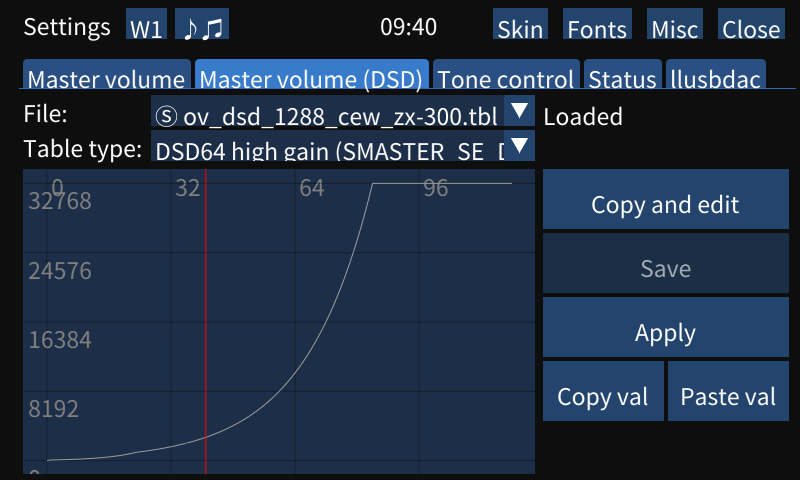 Settings W1 ♪♫ 09:40 Skin Fonts Misc Close
Master volume Master volume (DSD) Tone control Status llusbdac
File: Ⓢ ov_dsd_1288_cew_zx-300.tbl ▼ Loaded
Table type: DSD64 high gain (SMASTER_SE_ ▼
0 32 64 96
32768
24576
16384
8192
0
Copy and edit
Save
Apply
Copy val Paste val